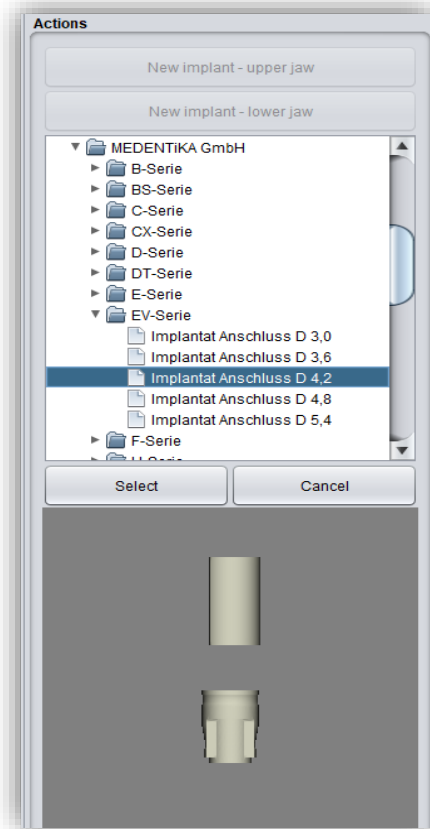 Actions
New implant - upper jaw
New implant - lower jaw
MEDENTiKA GmbH
B-Serie
BS-Serie
C-Serie
CX-Serie
D-Serie
DT-Serie
E-Serie
EV-Serie
Implantat Anschluss D 3,0
Implantat Anschluss D 3,6
Implantat Anschluss D 4,2
Implantat Anschluss D 4,8
Implantat Anschluss D 5,4
F-Serie
Select Cancel